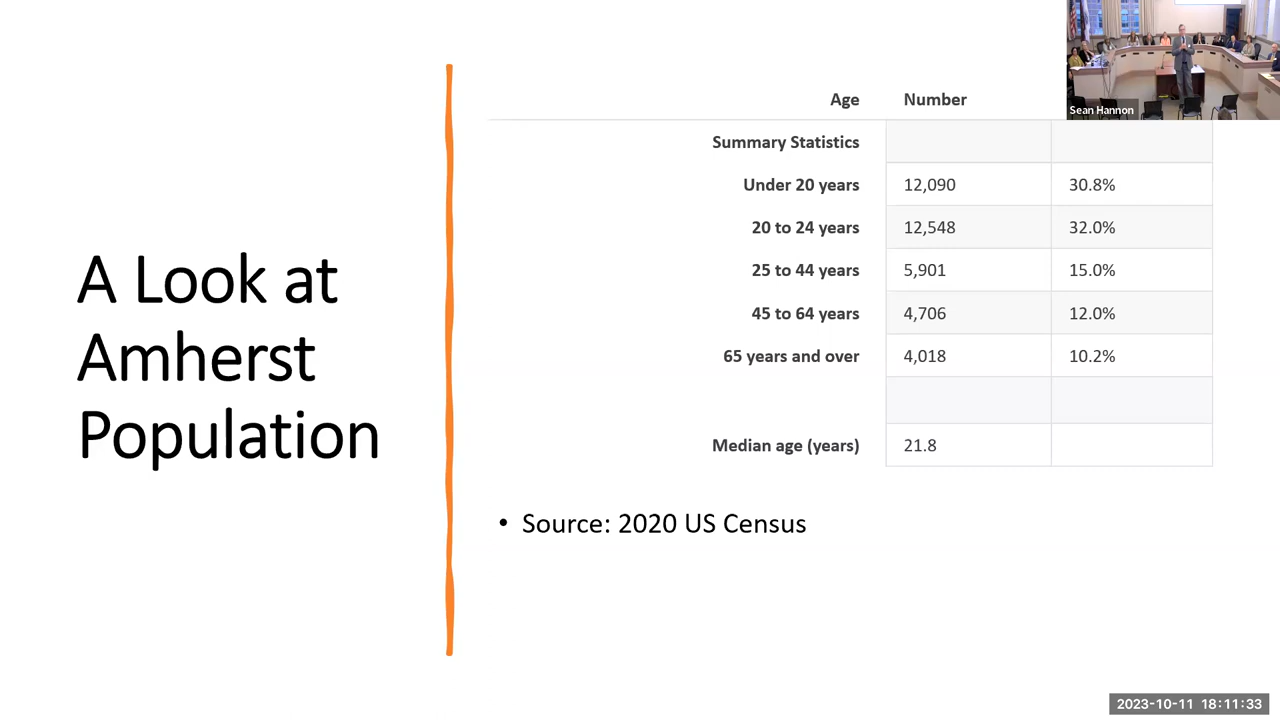 A Look at
Amherst
Population
Age Number
Summary Statistics
Under 20 years 12,090 30.8%
20 to 24 years 12,548 32.0%
25 to 44 years 5,901 15.0%
45 to 64 years 4,706 12.0%
65 years and over 4,018 10.2%
Median age (years) 21.8
• Source: 2020 US Census
Sean Hannon
2023-10-11 18:11:33